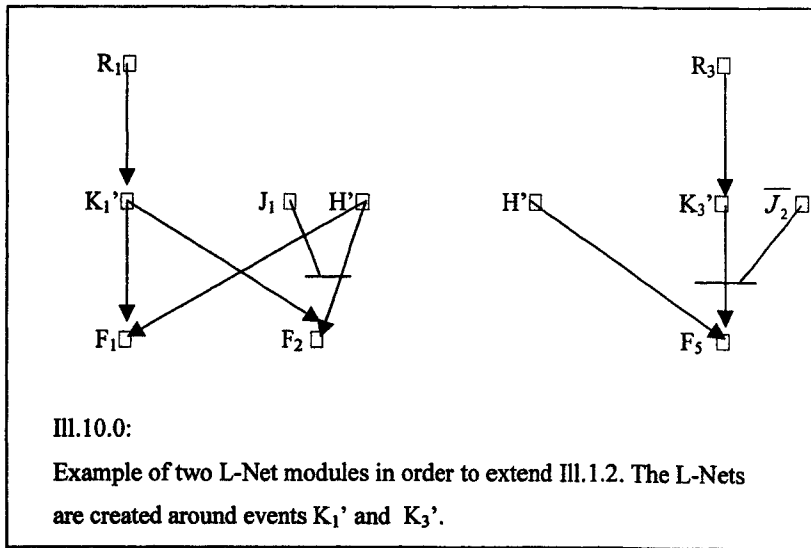 R₁ R₃
K₁’ J₁ H’ H’ K₃’ J̅₂
F₁ F₂ F₅
Ill.10.0:
Example of two L-Net modules in order to extend Ill.1.2. The L-Nets
are created around events K₁’ and K₃’.